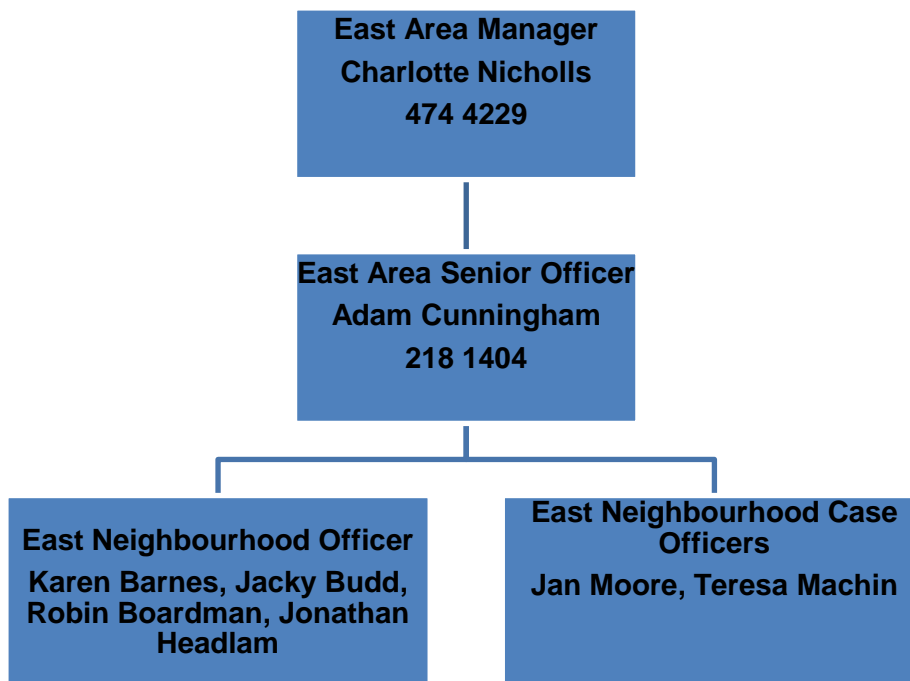 East Area Manager
Charlotte Nicholls
474 4229
East Area Senior Officer
Adam Cunningham
218 1404
East Neighbourhood Officer
Karen Barnes, Jacky Budd,
Robin Boardman, Jonathan
Headlam
East Neighbourhood Case
Officers
Jan Moore, Teresa Machin